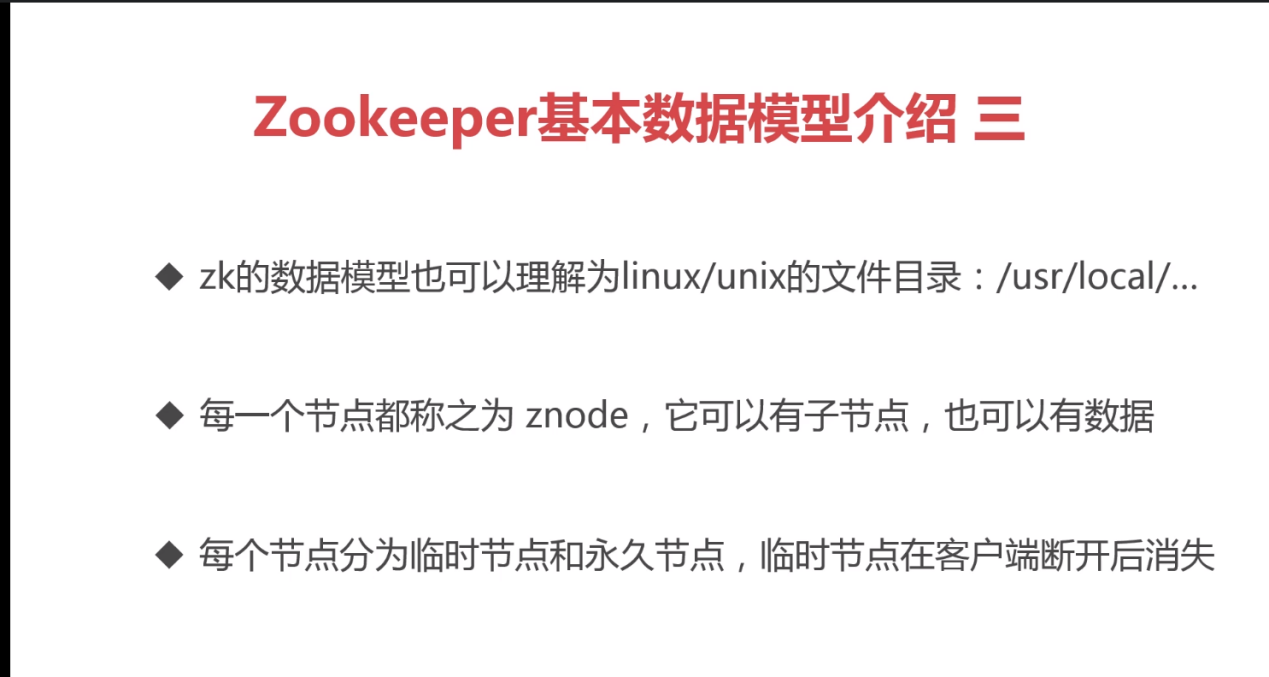 Zookeeper基本数据模型介绍 三
◆ zk的数据模型也可以理解为linux/unix的文件目录：/usr/local/...
◆ 每一个节点都称之为 znode，它可以有子节点，也可以有数据
◆ 每个节点分为临时节点和永久节点，临时节点在客户端断开后消失